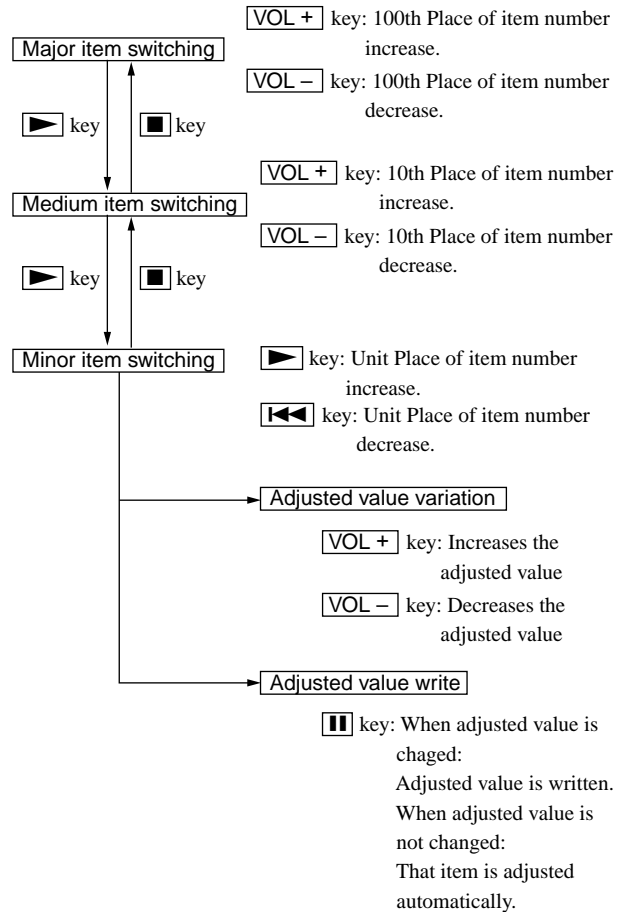 VOL + key: 100th Place of item number
increase.
Major item switching
VOL – key: 100th Place of item number
decrease.
▶ key ■ key
VOL + key: 10th Place of item number
increase.
Medium item switching
VOL – key: 10th Place of item number
decrease.
▶ key ■ key
Minor item switching
▶ key: Unit Place of item number
increase.
⏮ key: Unit Place of item number
decrease.
Adjusted value variation
VOL + key: Increases the
adjusted value
VOL – key: Decreases the
adjusted value
Adjusted value write
⏸ key: When adjusted value is
chaged:
Adjusted value is written.
When adjusted value is
not changed:
That item is adjusted
automatically.